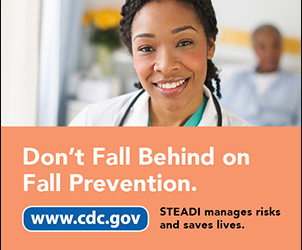 Don't Fall Behind on
Fall Prevention.
www.cdc.gov
STEADI manages risks
and saves lives.